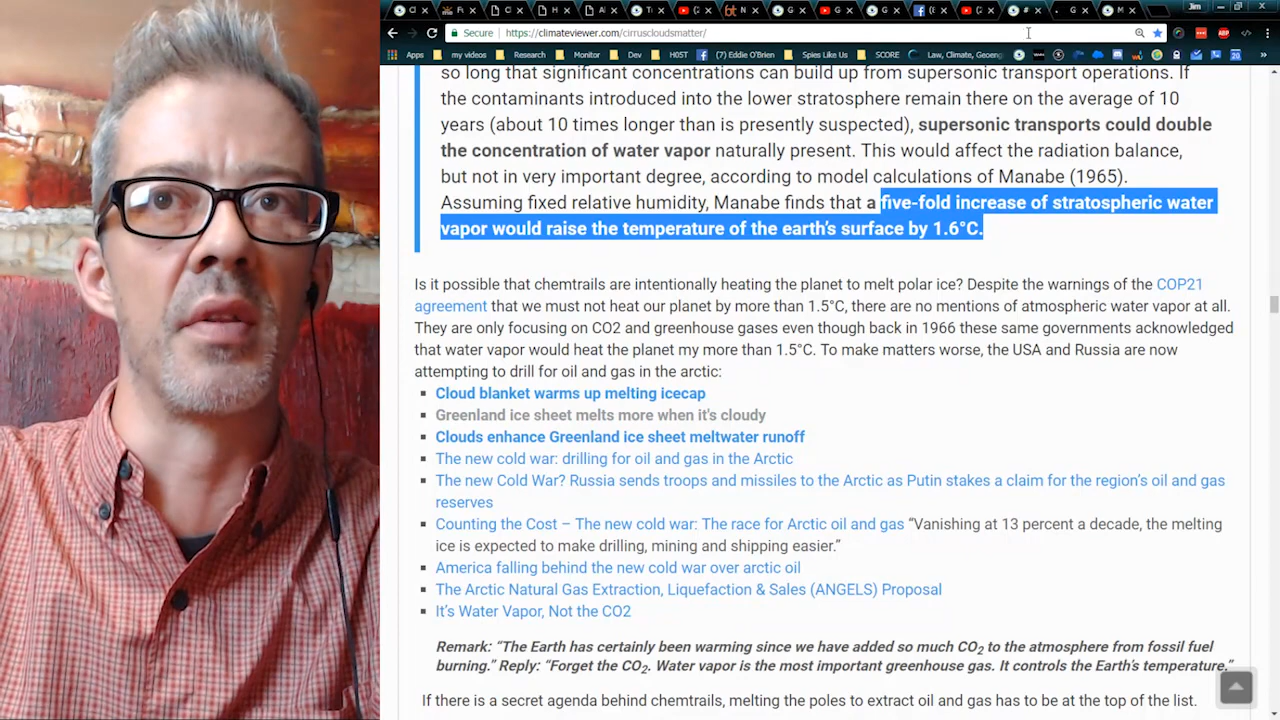 Jim
Secure https://climateviewer.com/cirruscloudsmatter/
Apps my videos Research Monitor Dev H0ST (7) Eddie O'Brien Spies Like Us SCORE Law, Climate, Geoeng
so long that significant concentrations can build up from supersonic transport operations. If
the contaminants introduced into the lower stratosphere remain there on the average of 10
years (about 10 times longer than is presently suspected), supersonic transports could double
the concentration of water vapor naturally present. This would affect the radiation balance,
but not in very important degree, according to model calculations of Manabe (1965).
Assuming fixed relative humidity, Manabe finds that a five-fold increase of stratospheric water
vapor would raise the temperature of the earth's surface by 1.6°C.
Is it possible that chemtrails are intentionally heating the planet to melt polar ice? Despite the warnings of the COP21
agreement that we must not heat our planet by more than 1.5°C, there are no mentions of atmospheric water vapor at all.
They are only focusing on CO2 and greenhouse gases even though back in 1966 these same governments acknowledged
that water vapor would heat the planet my more than 1.5°C. To make matters worse, the USA and Russia are now
attempting to drill for oil and gas in the arctic:
Cloud blanket warms up melting icecap
Greenland ice sheet melts more when it's cloudy
Clouds enhance Greenland ice sheet meltwater runoff
The new cold war: drilling for oil and gas in the Arctic
The new Cold War? Russia sends troops and missiles to the Arctic as Putin stakes a claim for the region's oil and gas
reserves
Counting the Cost – The new cold war: The race for Arctic oil and gas “Vanishing at 13 percent a decade, the melting
ice is expected to make drilling, mining and shipping easier.”
America falling behind the new cold war over arctic oil
The Arctic Natural Gas Extraction, Liquefaction & Sales (ANGELS) Proposal
It's Water Vapor, Not the CO2
Remark: “The Earth has certainly been warming since we have added so much CO2 to the atmosphere from fossil fuel
burning.” Reply: “Forget the CO2. Water vapor is the most important greenhouse gas. It controls the Earth's temperature.”
If there is a secret agenda behind chemtrails, melting the poles to extract oil and gas has to be at the top of the list.